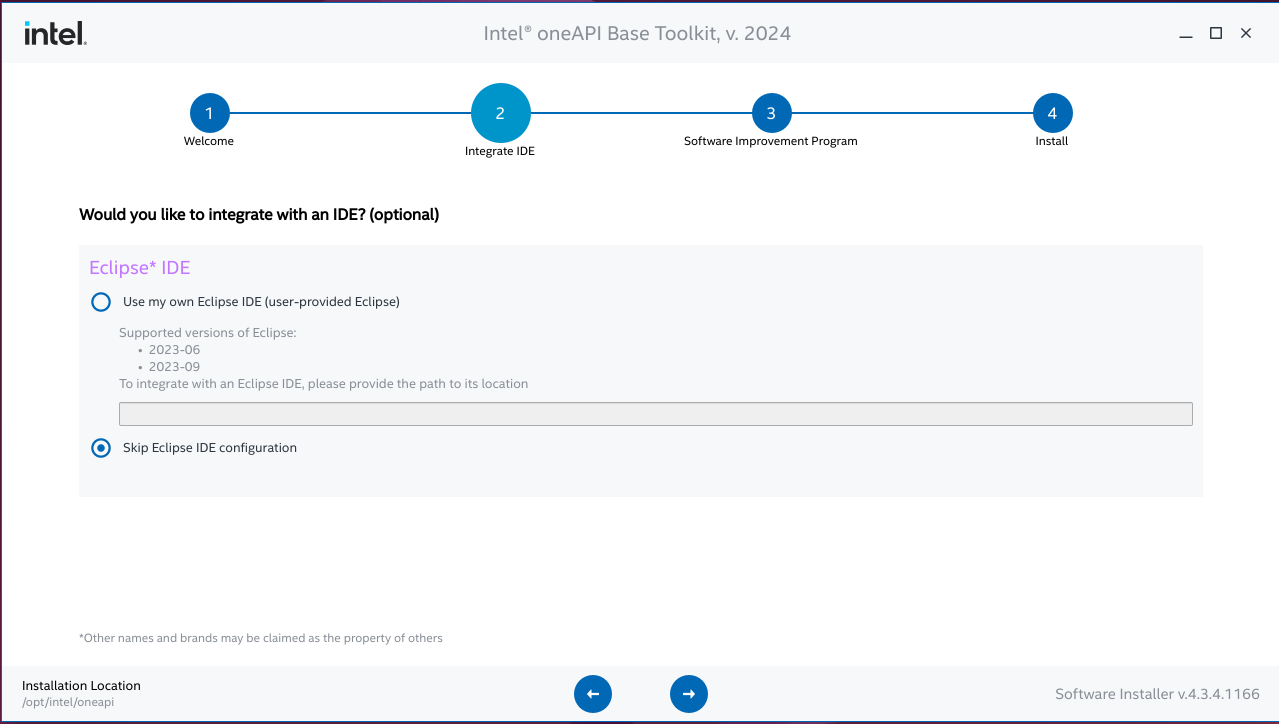 intel.
Intel® oneAPI Base Toolkit, v. 2024
1
2
3
4
Welcome
Integrate IDE
Software Improvement Program
Install
Would you like to integrate with an IDE? (optional)
Eclipse* IDE
Use my own Eclipse IDE (user-provided Eclipse)
Supported versions of Eclipse:
• 2023-06
• 2023-09
To integrate with an Eclipse IDE, please provide the path to its location
Skip Eclipse IDE configuration
*Other names and brands may be claimed as the property of others
Installation Location
/opt/intel/oneapi
Software Installer v.4.3.4.1166